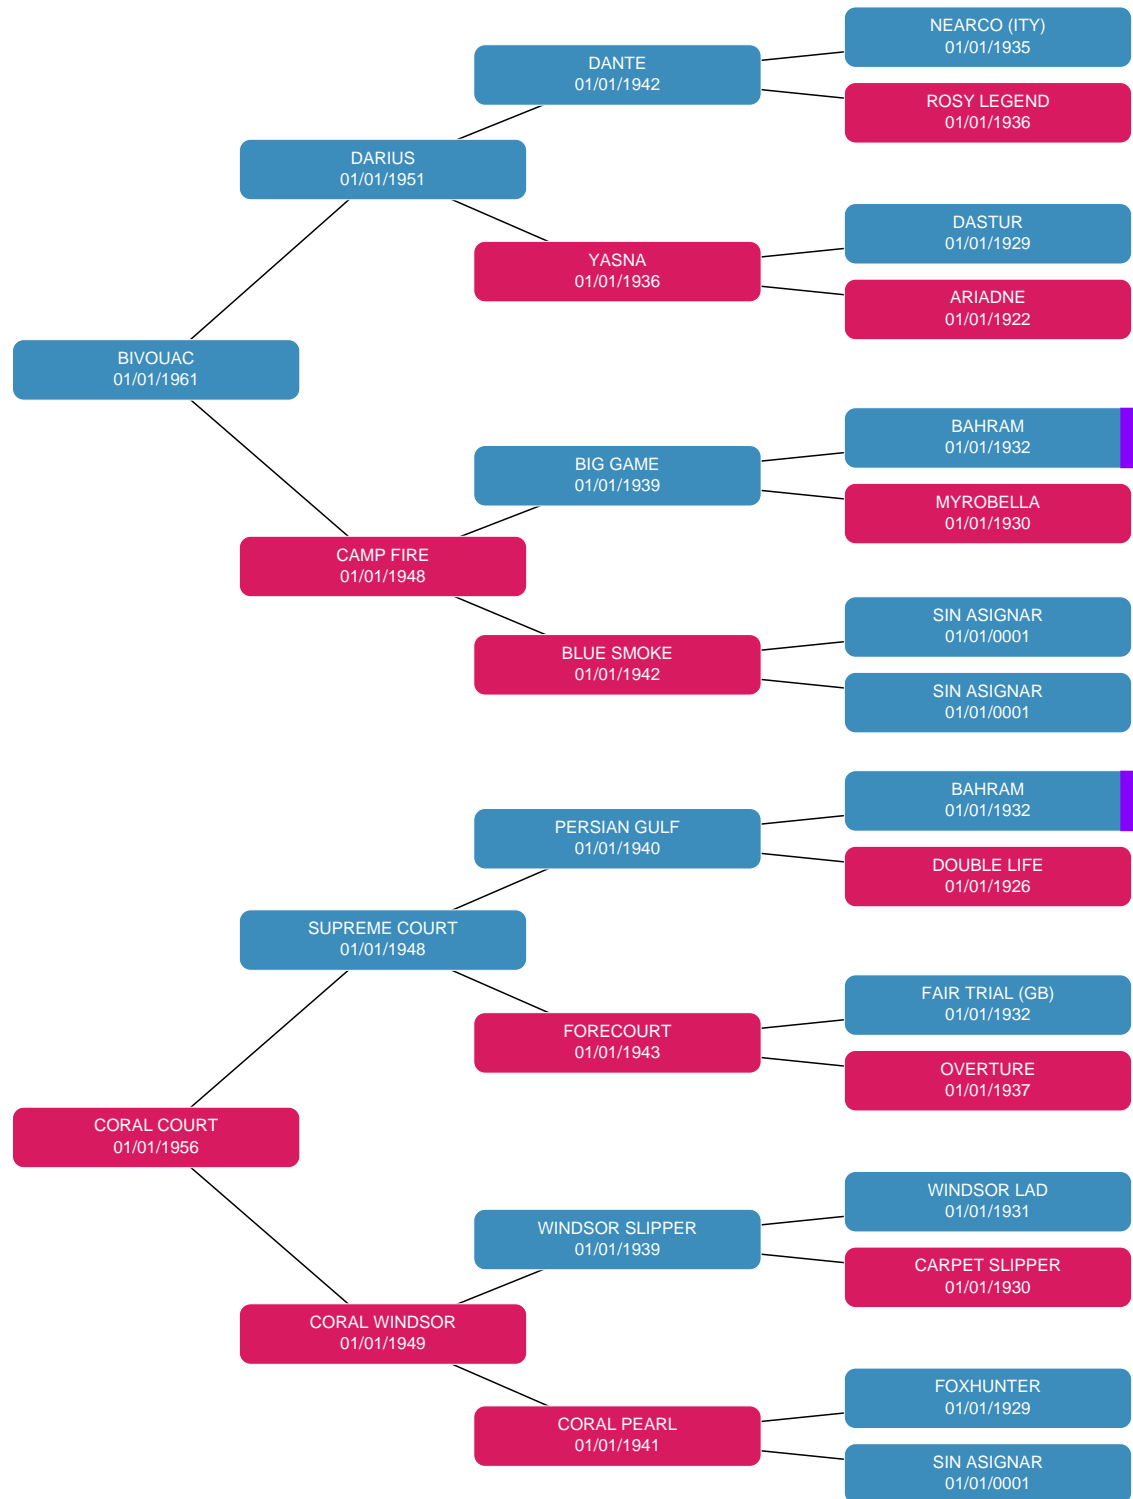 NEARCO (ITY)
01/01/1935
DANTE
01/01/1942
ROSY LEGEND
01/01/1936
DARIUS
01/01/1951
DASTUR
01/01/1929
YASNA
01/01/1936
ARIADNE
01/01/1922
BIVOUAC
01/01/1961
BAHRAM
01/01/1932
BIG GAME
01/01/1939
MYROBELLA
01/01/1930
CAMP FIRE
01/01/1948
SIN ASIGNAR
01/01/0001
BLUE SMOKE
01/01/1942
SIN ASIGNAR
01/01/0001
BAHRAM
01/01/1932
PERSIAN GULF
01/01/1940
DOUBLE LIFE
01/01/1926
SUPREME COURT
01/01/1948
FAIR TRIAL (GB)
01/01/1932
FORECOURT
01/01/1943
OVERTURE
01/01/1937
CORAL COURT
01/01/1956
WINDSOR LAD
01/01/1931
WINDSOR SLIPPER
01/01/1939
CARPET SLIPPER
01/01/1930
CORAL WINDSOR
01/01/1949
FOXHUNTER
01/01/1929
CORAL PEARL
01/01/1941
SIN ASIGNAR
01/01/0001